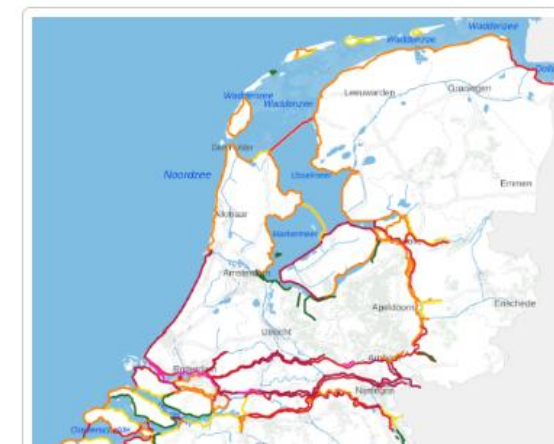 Waddenzee
Waddenzee
Leeuwarden
Groningen
Waddenzee
Waddenzee
Den Helder
Noordzee
IJsselmeer
Emmen
Alkmaar
Markermeer
Amsterdam
Apeldoorn
Enschede
Utrecht
Rotterdam
Arnhem
Nijmegen